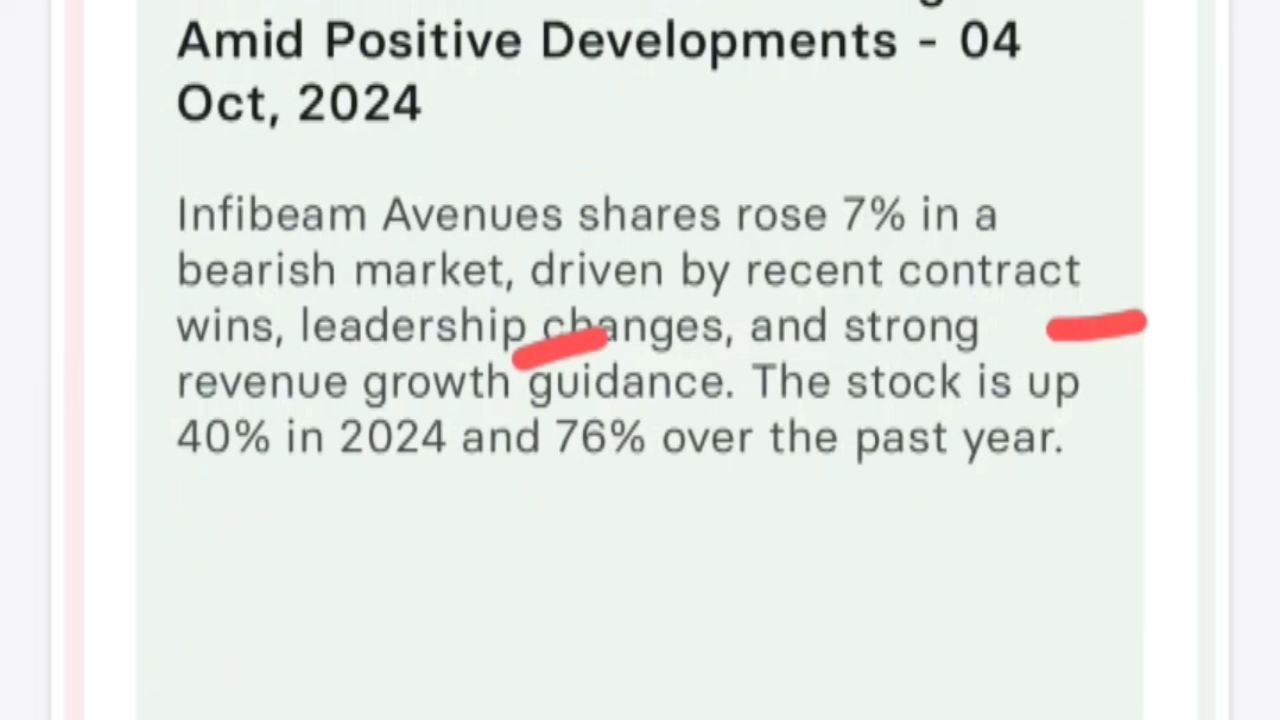 Amid Positive Developments - 04
Oct, 2024
Infibeam Avenues shares rose 7% in a
bearish market, driven by recent contract
wins, leadership changes, and strong
revenue growth guidance. The stock is up
40% in 2024 and 76% over the past year.